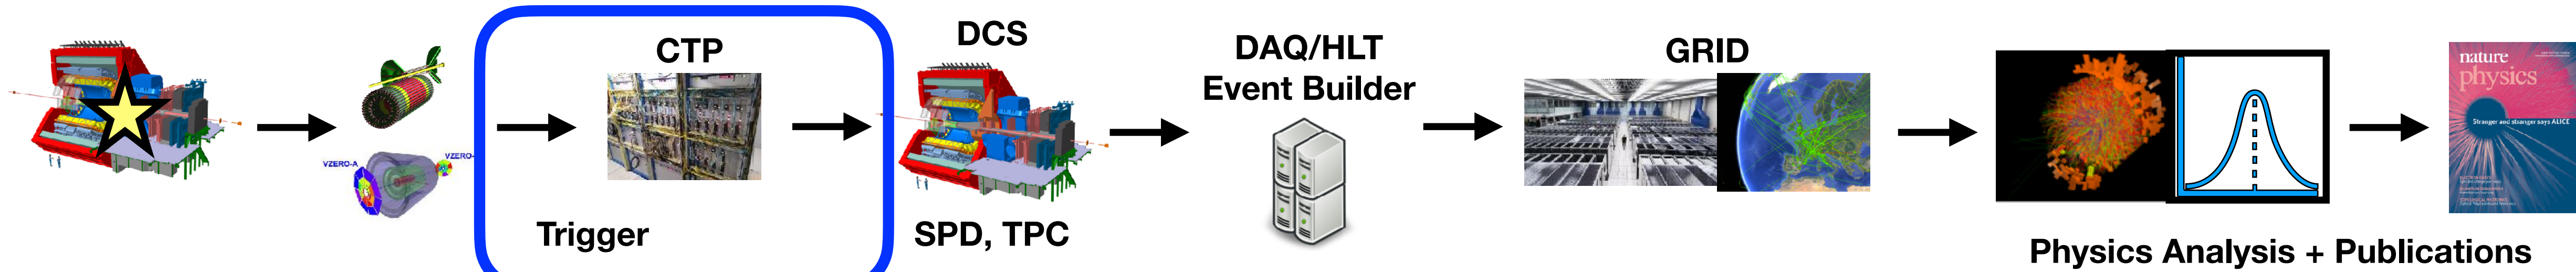 VZERO-A
VZERO-
CTP
Trigger
DCS
SPD, TPC
DAQ/HLT
Event Builder
GRID
nature
physics
Stranger and stranger says ALICE
Physics Analysis + Publications